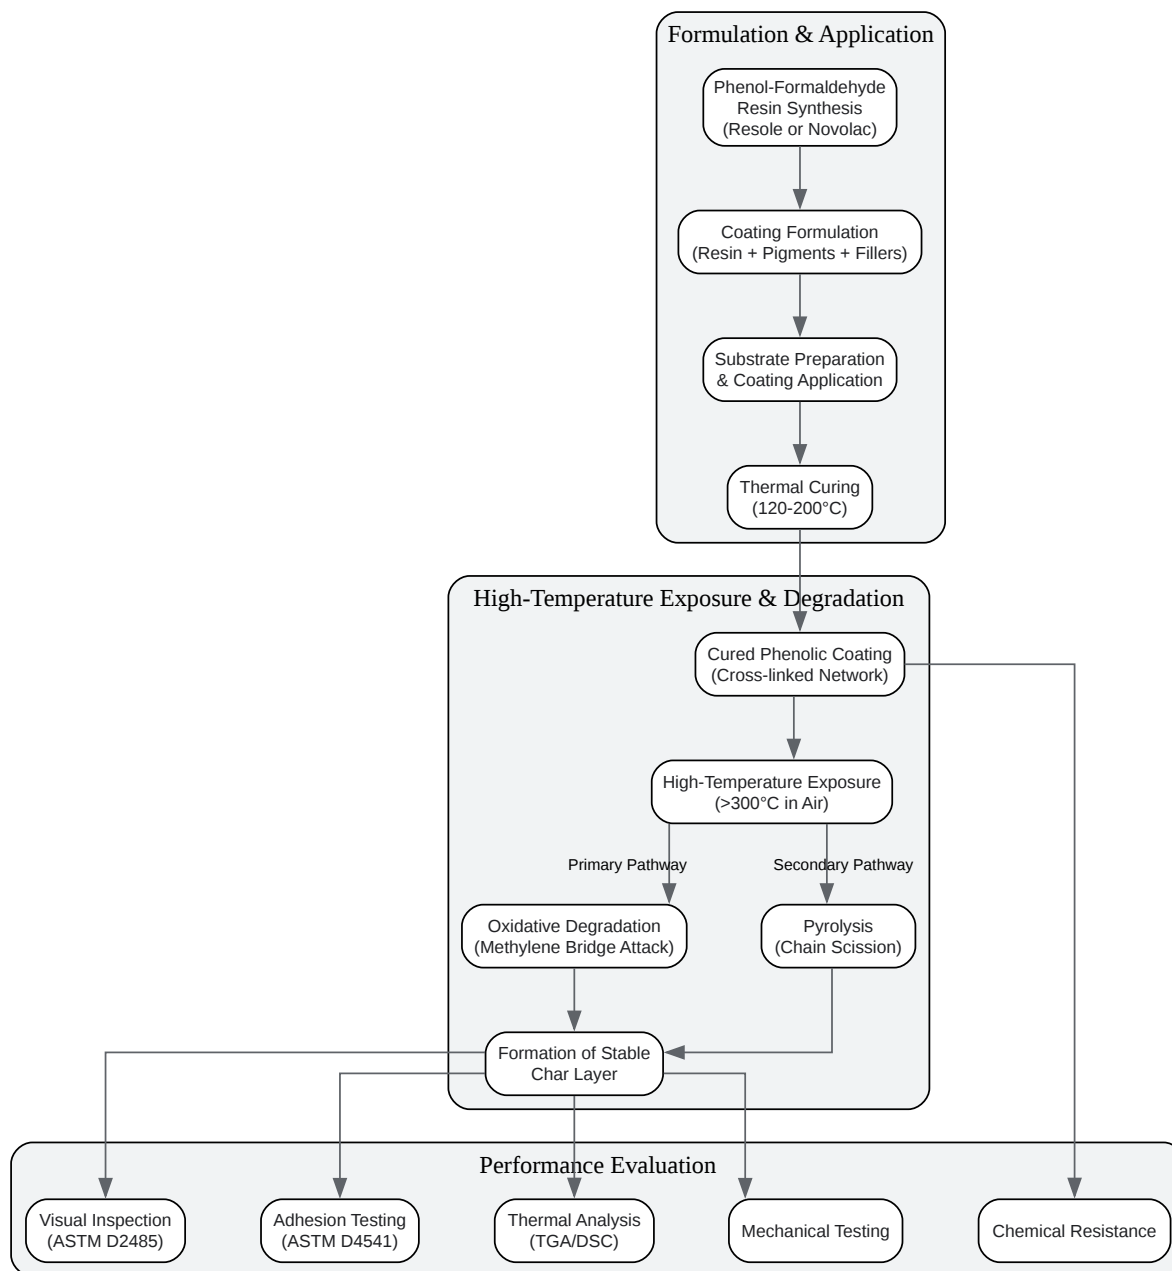 Formulation & Application
Phenol-Formaldehyde
Resin Synthesis
(Resole or Novolac)
Coating Formulation
(Resin + Pigments + Fillers)
Substrate Preparation
& Coating Application
Thermal Curing
(120-200°C)
High-Temperature Exposure & Degradation
Cured Phenolic Coating
(Cross-linked Network)
High-Temperature Exposure
(>300°C in Air)
Primary Pathway
Secondary Pathway
Oxidative Degradation
(Methylene Bridge Attack)
Pyrolysis
(Chain Scission)
Formation of Stable
Char Layer
Performance Evaluation
Visual Inspection
(ASTM D2485)
Adhesion Testing
(ASTM D4541)
Thermal Analysis
(TGA/DSC)
Mechanical Testing
Chemical Resistance